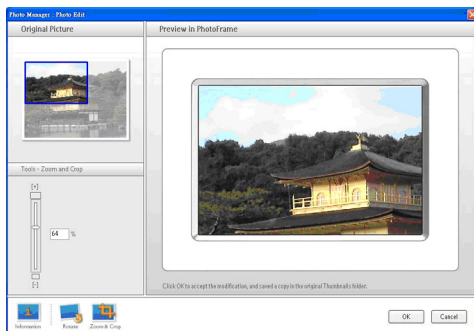 Photo Manager : Photo Edit
Original Picture
Preview in PhotoFrame
Tools - Zoom and Crop
[+]
64 %
[-]
Click OK to accept the modification, and saved a copy in the original Thumbnails folder.
Information
Rotate
Zoom & Crop
OK
Cancel